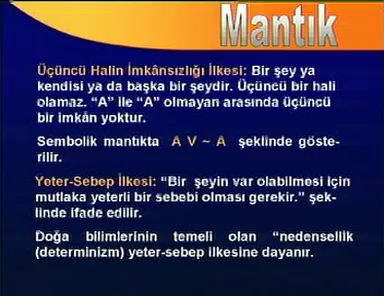 Mantık
Üçüncü Halin İmkânsızlığı İlkesi: Bir şey ya
kendisi ya da başka bir şeydir. Üçüncü bir hali
olamaz. “A” ile “A” olmayan arasında üçüncü
bir imkân yoktur.
Sembolik mantıkta A V ~ A şeklinde göste-
rilir.
Yeter-Sebep İlkesi: “Bir şeyin var olabilmesi için
mutlaka yeterli bir sebebi olması gerekir.” şek-
linde ifade edilir.
Doğa bilimlerinin temeli olan “nedensellik
(determinizm) yeter-sebep ilkesine dayanır.